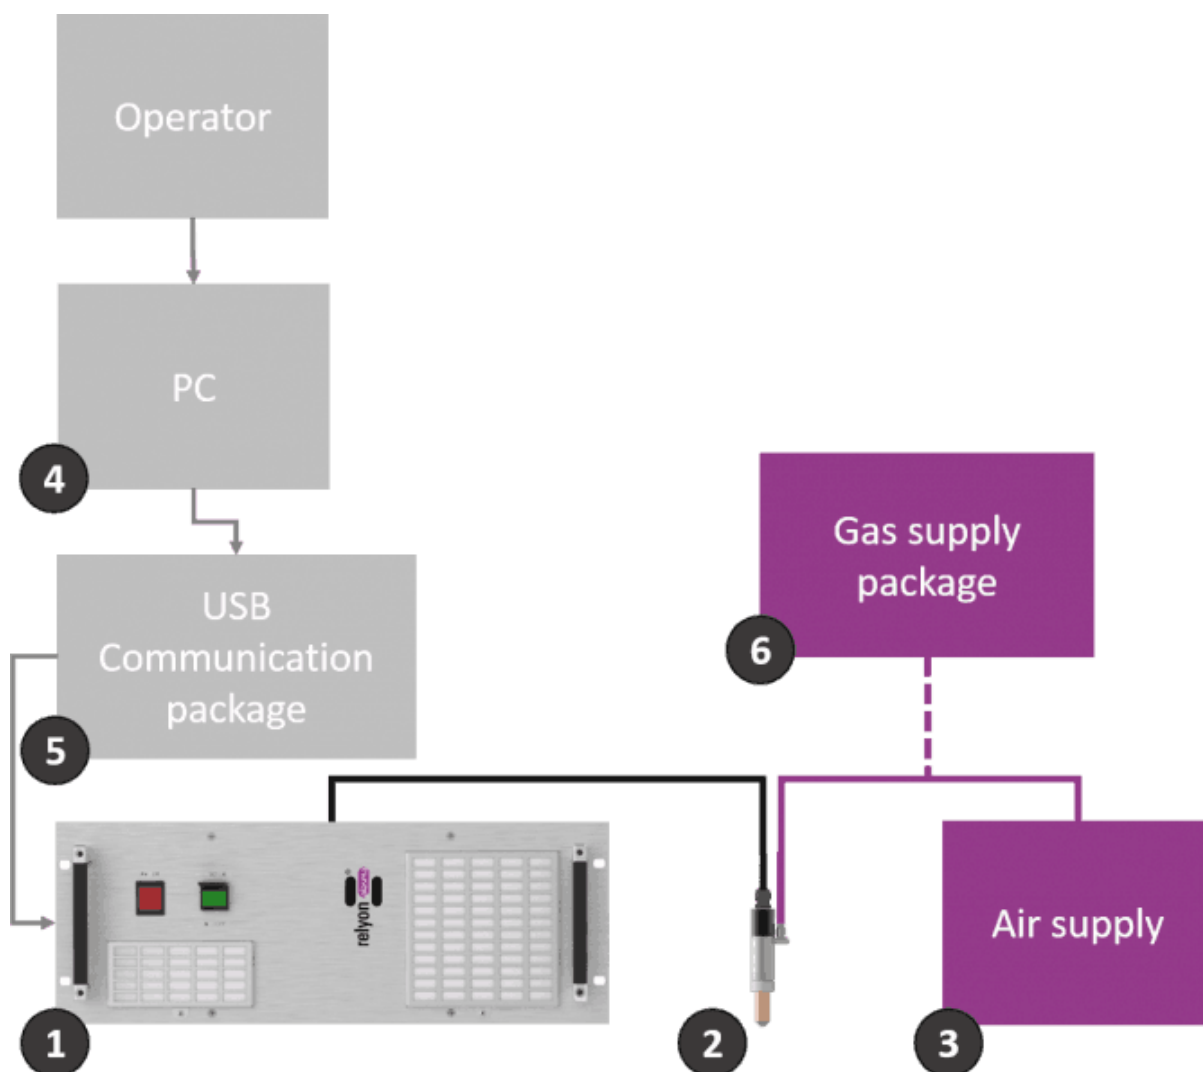 Operator
PC
4
Gas supply
package
6
USB
Communication
package
5
relyon
Air supply
1
2
3